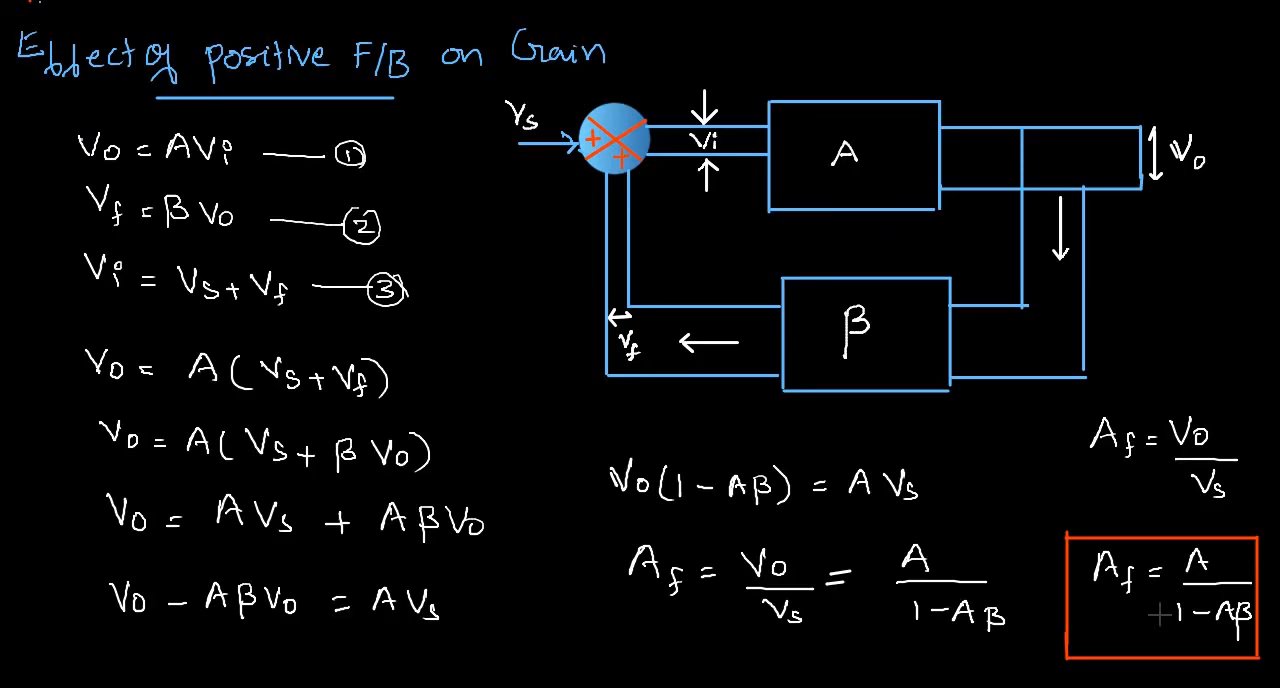 Effect of positive F/B on Gain
Vo = AVi — ①
Vf = β Vo — ②
Vi = Vs + Vf — ③
Vo = A(Vs + Vf)
Vo = A(Vs + β Vo)
Vo = AVs + AβVo
Vo - AβVo = AVs
Vs
+
+
Vi
A
Vo
β
Vf
Vo(1 - Aβ) = AVs
Af = Vo/Vs = A/(1 - Aβ)
Af = Vo/Vs
Af = A/(1 - Aβ)